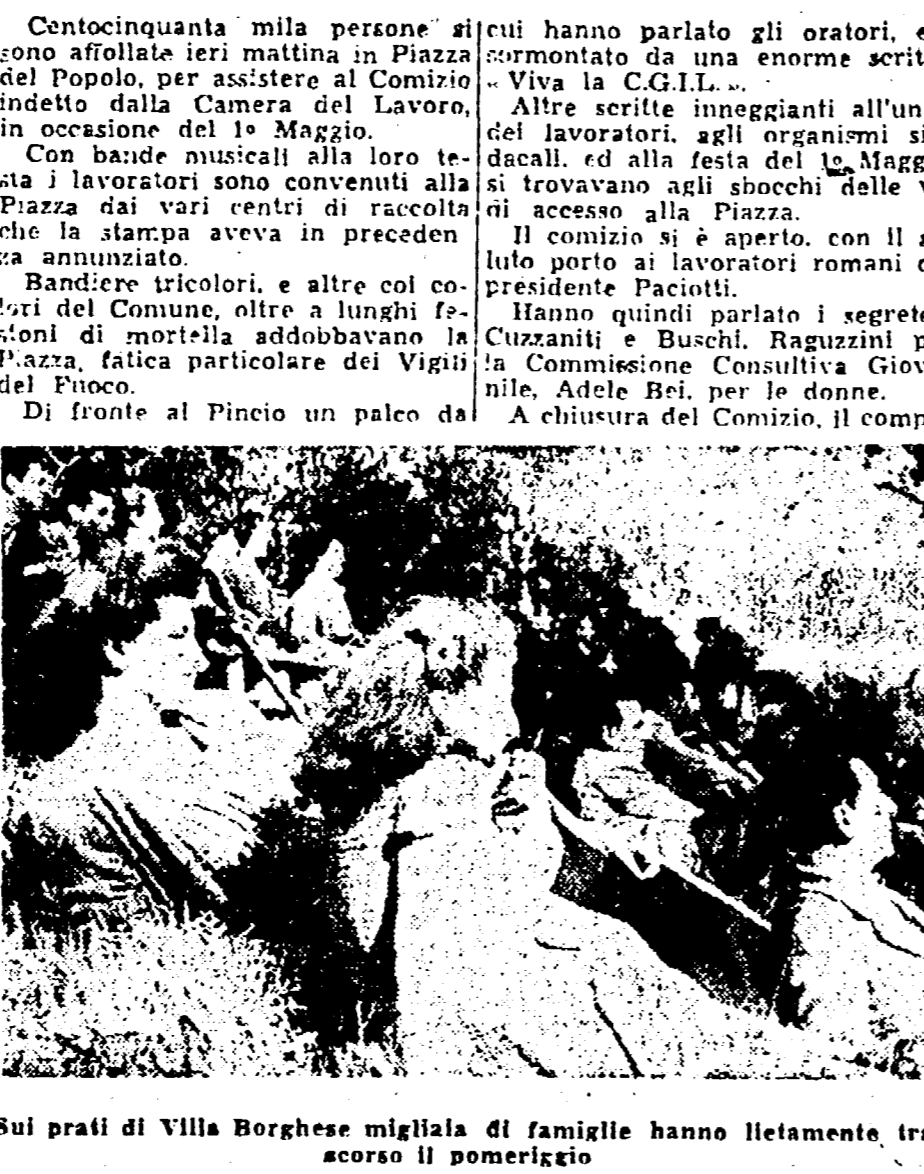 Centocinquanta mila persone si
sono affollate ieri mattina in Piazza
del Popolo, per assistere al Comizio
indetto dalla Camera del Lavoro,
in occasione del 1º Maggio.
Con bande musicali alla loro te-
sta i lavoratori sono convenuti alla
Piazza dai vari centri di raccolta
che la stampa aveva in preceden
za annunziato.
Bandiere tricolori, e altre coi co-
lori del Comune, oltre a lunghi fe-
stoni di mortella addobbavano la
Piazza, fatica particolare dei Vigili
del Fuoco.
Di fronte al Pincio un palco da
cui hanno parlato gli oratori, e
sormontato da una enorme scrit
« Viva la C.G.I.L. ».
Altre scritte inneggianti all'un
dei lavoratori, agli organismi si
dacali, ed alla festa del 1º Magg
si trovavano agli sbocchi delle v
di accesso alla Piazza.
Il comizio si è aperto, con il s
luto porto ai lavoratori romani d
presidente Paciotti.
Hanno quindi parlato i segrete
Cuzzaniti e Buschi, Raguzzini p
la Commissione Consultiva Giov
nile, Adele Bei, per le donne.
A chiusura del Comizio, il comp
Sui prati di Villa Borghese migliaia di famiglie hanno lietamente tra
scorso il pomeriggio